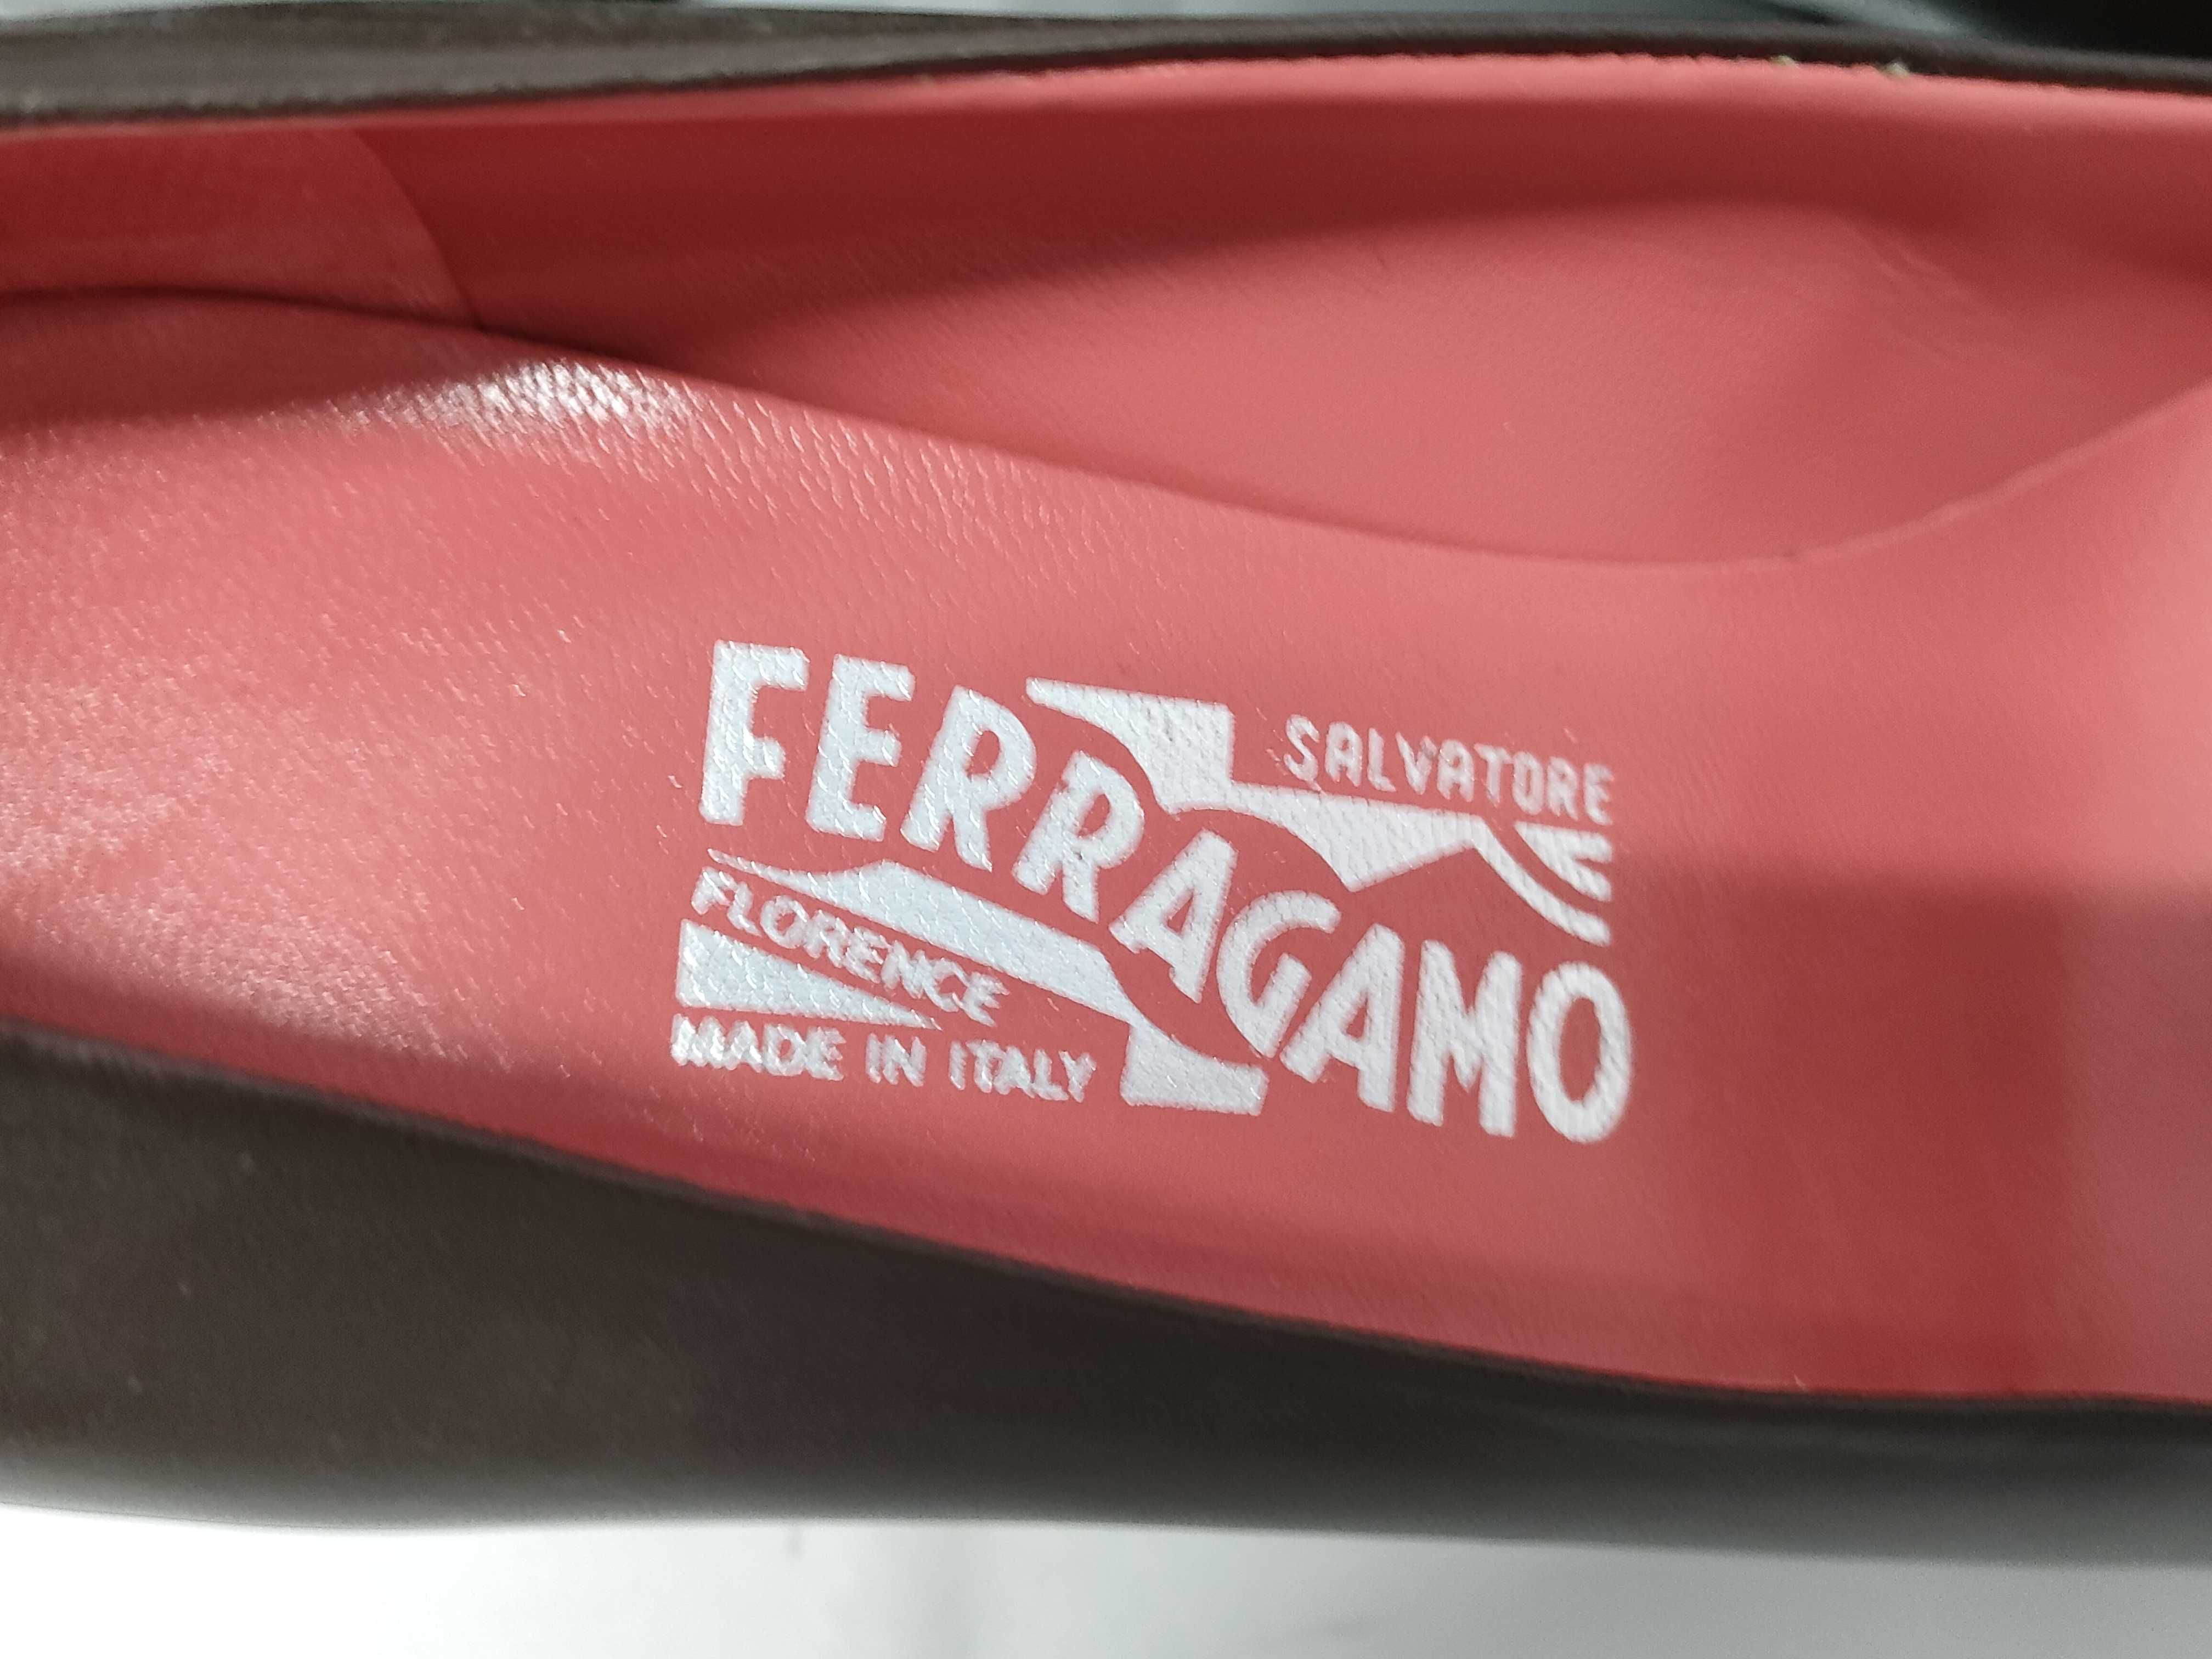 SALVATORE
FERRAGAMO
FLORENCE
MADE IN ITALY